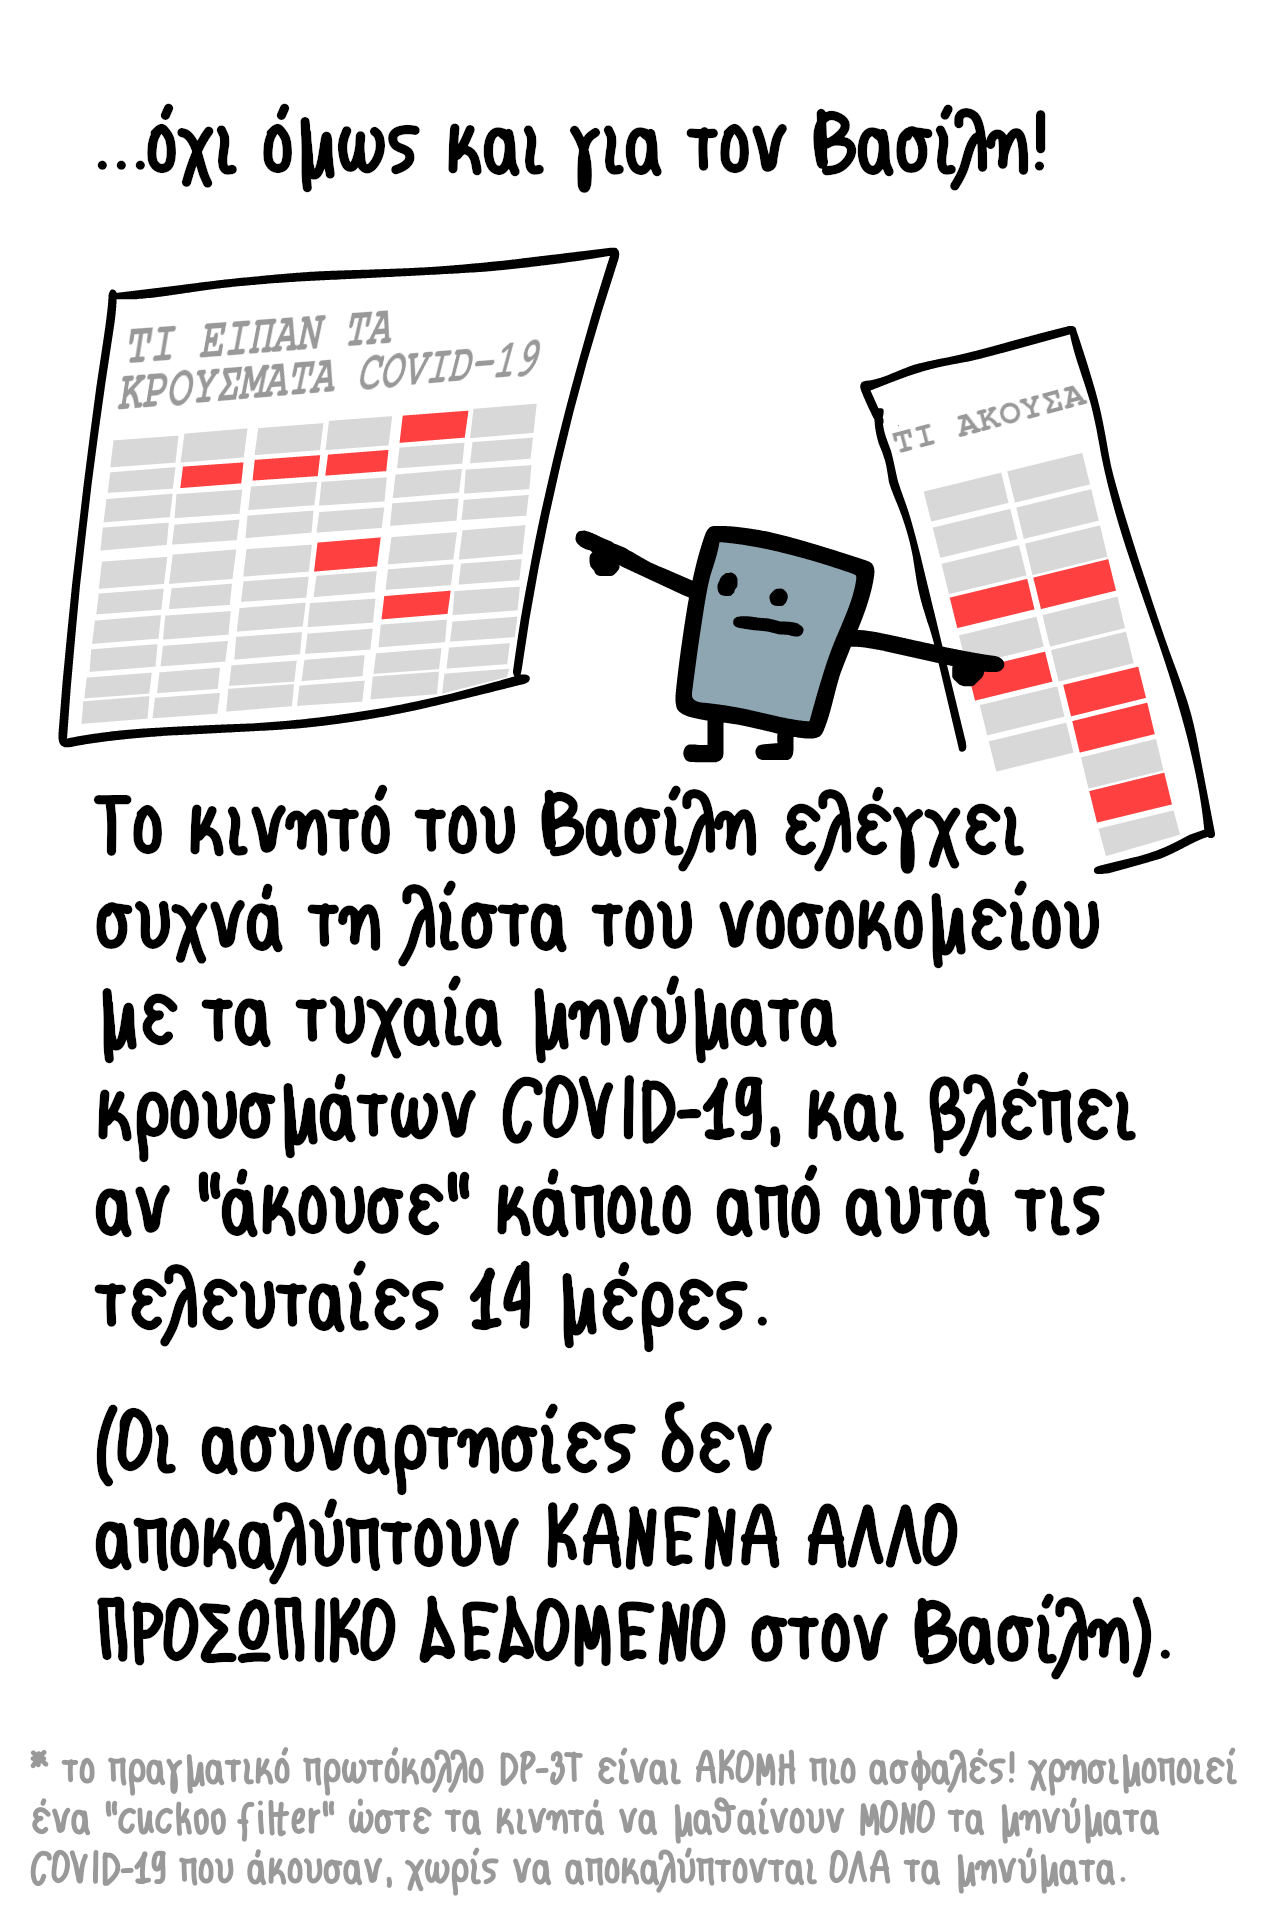 ...όχι όμως και για τον Βασίλη!
ΤΙ ΕΙΠΑΝ ΤΑ
ΚΡΟΥΣΜΑΤΑ COVID-19
ΤΙ ΑΚΟΥΣΑ
Το κινητό του Βασίλη ελέγχει
συχνά τη λίστα του νοσοκομείου
με τα τυχαία μηνύματα
κρουσμάτων COVID-19, και βλέπει
αν "άκουσε" κάποιο από αυτά τις
τελευταίες 14 μέρες.
(Οι ασυναρτησίες δεν
αποκαλύπτουν ΚΑΝΕΝΑ ΑΛΛΟ
ΠΡΟΣΩΠΙΚΟ ΔΕΔΟΜΕΝΟ στον Βασίλη).
* το πραγματικό πρωτόκολλο DP-3T είναι ΑΚΟΜΗ πιο ασφαλές! χρησιμοποιεί
ένα "cuckoo filter" ώστε τα κινητά να μαθαίνουν ΜΟΝΟ τα μηνύματα
COVID-19 που άκουσαν, χωρίς να αποκαλύπτονται ΟΛΑ τα μηνύματα.